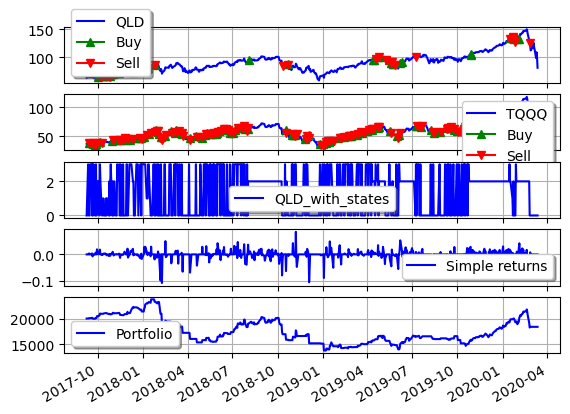 QLD
Buy
Sell
100
150
TQQQ
Buy
Sell
50
100
QLD_with_states
0
2
Simple returns
−0.1
0.0
Portfolio
15000
20000
2017-10
2018-01
2018-04
2018-07
2018-10
2019-01
2019-04
2019-07
2019-10
2020-01
2020-04